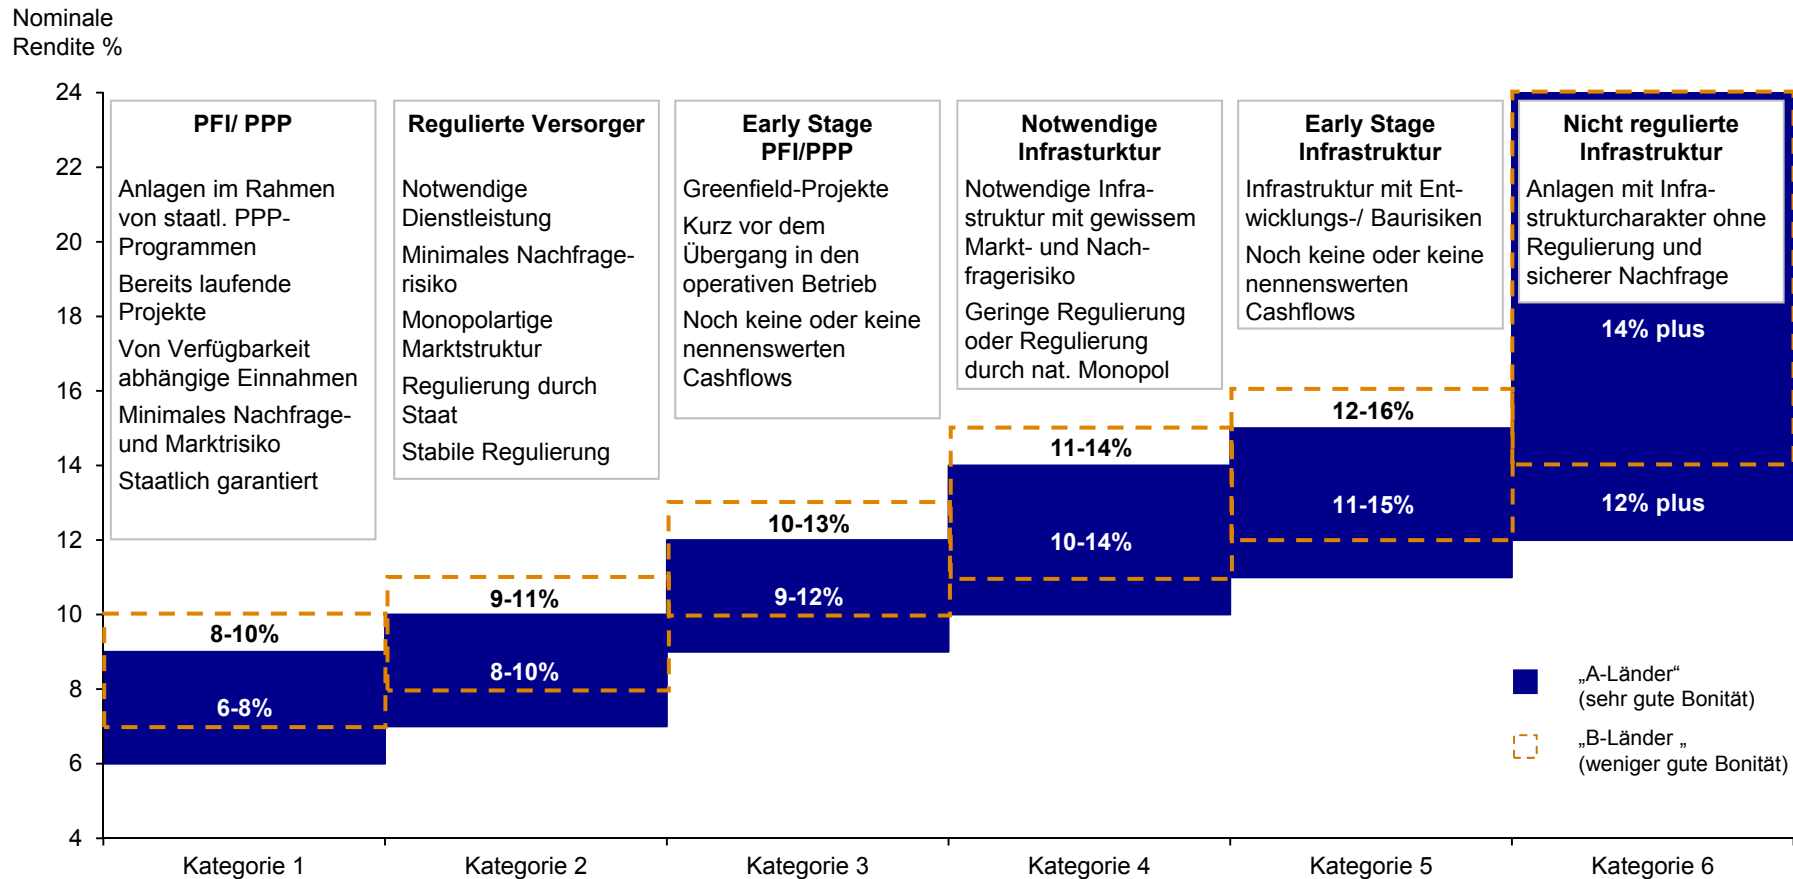 Nominale
Rendite %
24
22
20
18
16
14
12
10
8
6
4
PFI/ PPP
Anlagen im Rahmen
von staatl. PPP-
Programmen
Bereits laufende
Projekte
Von Verfügbarkeit
abhängige Einnahmen
Minimales Nachfrage-
und Marktrisiko
Staatlich garantiert
8-10%
6-8%
Regulierte Versorger
Notwendige
Dienstleistung
Minimales Nachfrage-
risiko
Monopolartige
Marktstruktur
Regulierung durch
Staat
Stabile Regulierung
9-11%
8-10%
Early Stage
PFI/PPP
Greenfield-Projekte
Kurz vor dem
Übergang in den
operativen Betrieb
Noch keine oder keine
nennenswerten
Cashflows
10-13%
9-12%
Notwendige
Infrasturktur
Notwendige Infra-
struktur mit gewissem
Markt- und Nach-
fragerisiko
Geringe Regulierung
oder Regulierung
durch nat. Monopol
11-14%
10-14%
Early Stage
Infrastruktur
Infrastruktur mit Ent-
wicklungs-/ Baurisiken
Noch keine oder keine
nennenswerten
Cashflows
12-16%
11-15%
Nicht regulierte
Infrastruktur
Anlagen mit Infra-
strukturcharakter ohne
Regulierung und
sicherer Nachfrage
14% plus
12% plus
„A-Länder“
(sehr gute Bonität)
„B-Länder „
(weniger gute Bonität)
Kategorie 1
Kategorie 2
Kategorie 3
Kategorie 4
Kategorie 5
Kategorie 6